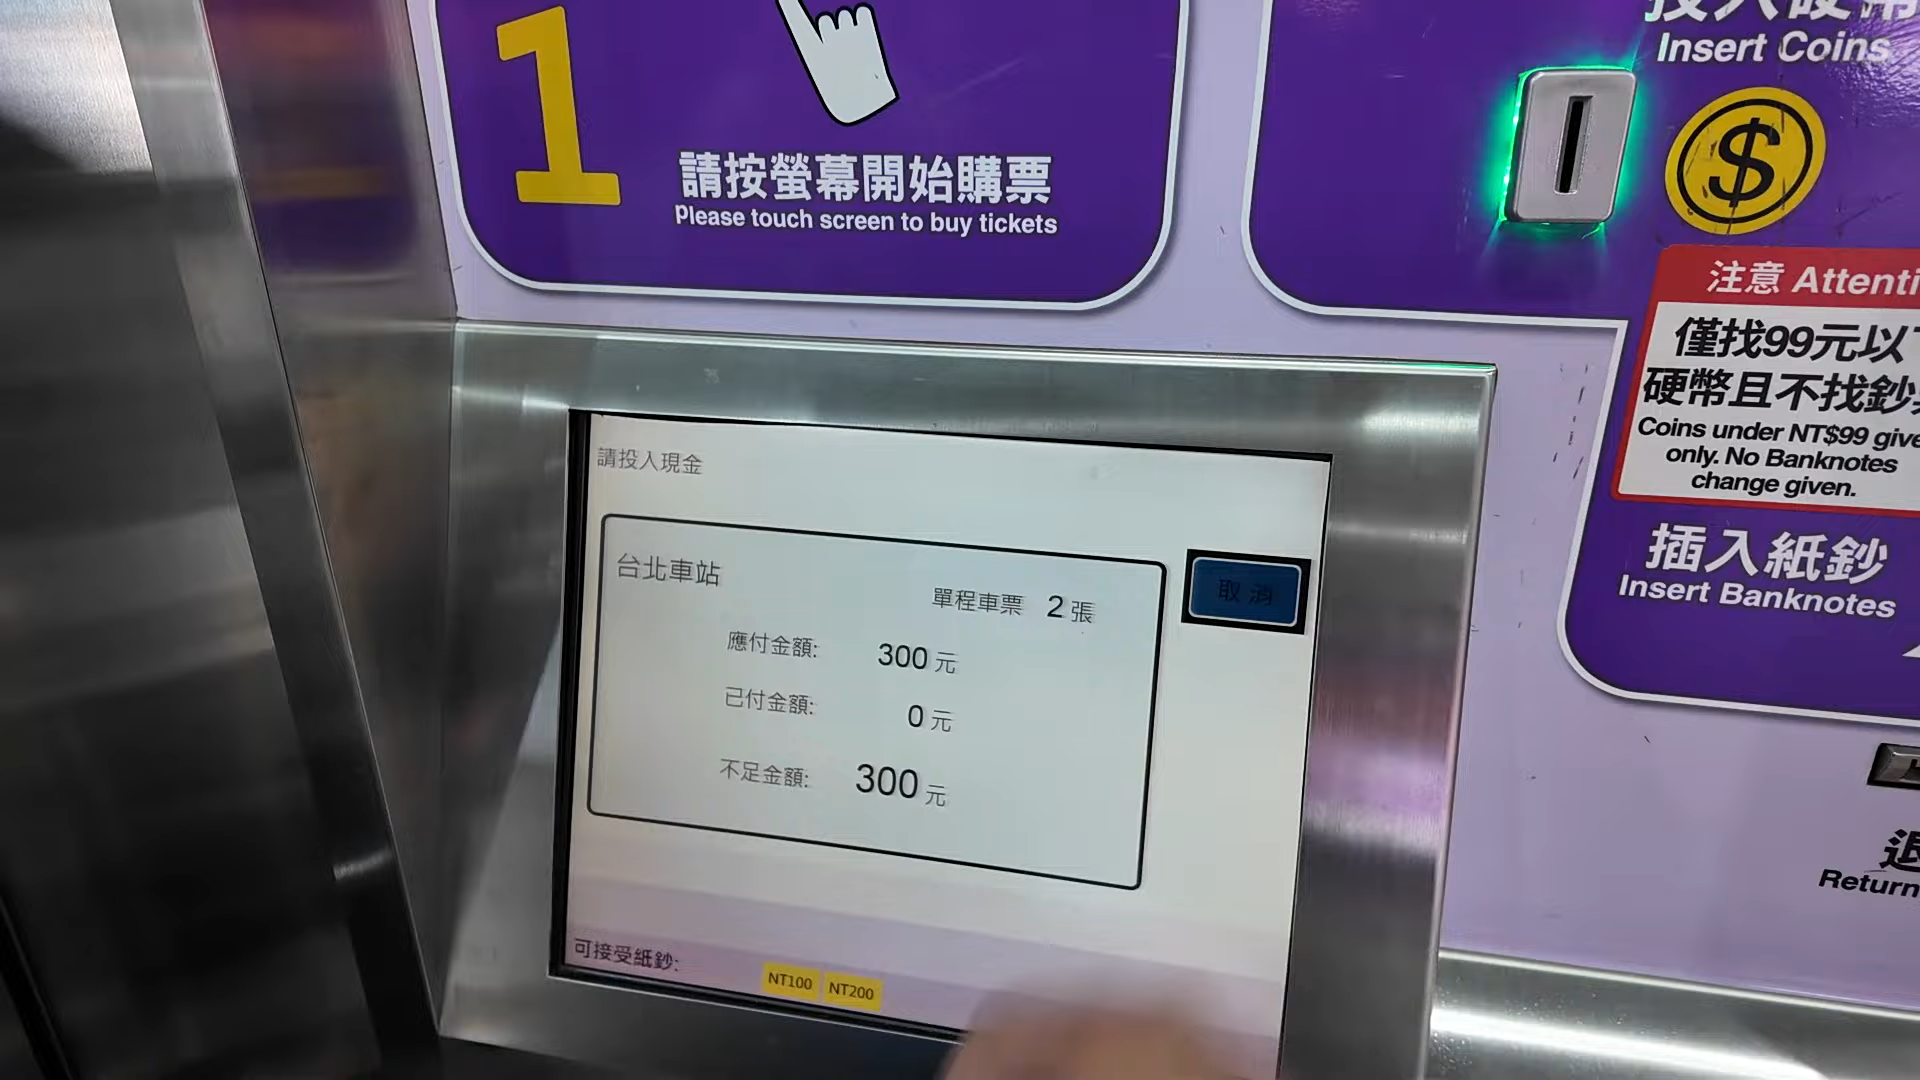 1
請按螢幕開始購票
Please touch screen to buy tickets
Insert Coins
$
注意 Attenti
僅找99元以下
硬幣且不找鈔
Coins under NT$99 give
only. No Banknotes
change given.
插入紙鈔
Insert Banknotes
Return
請投入現金
台北車站
單程車票 2 張
取消
應付金額: 300 元
已付金額: 0 元
不足金額: 300 元
可接受紙鈔: NT100 NT200